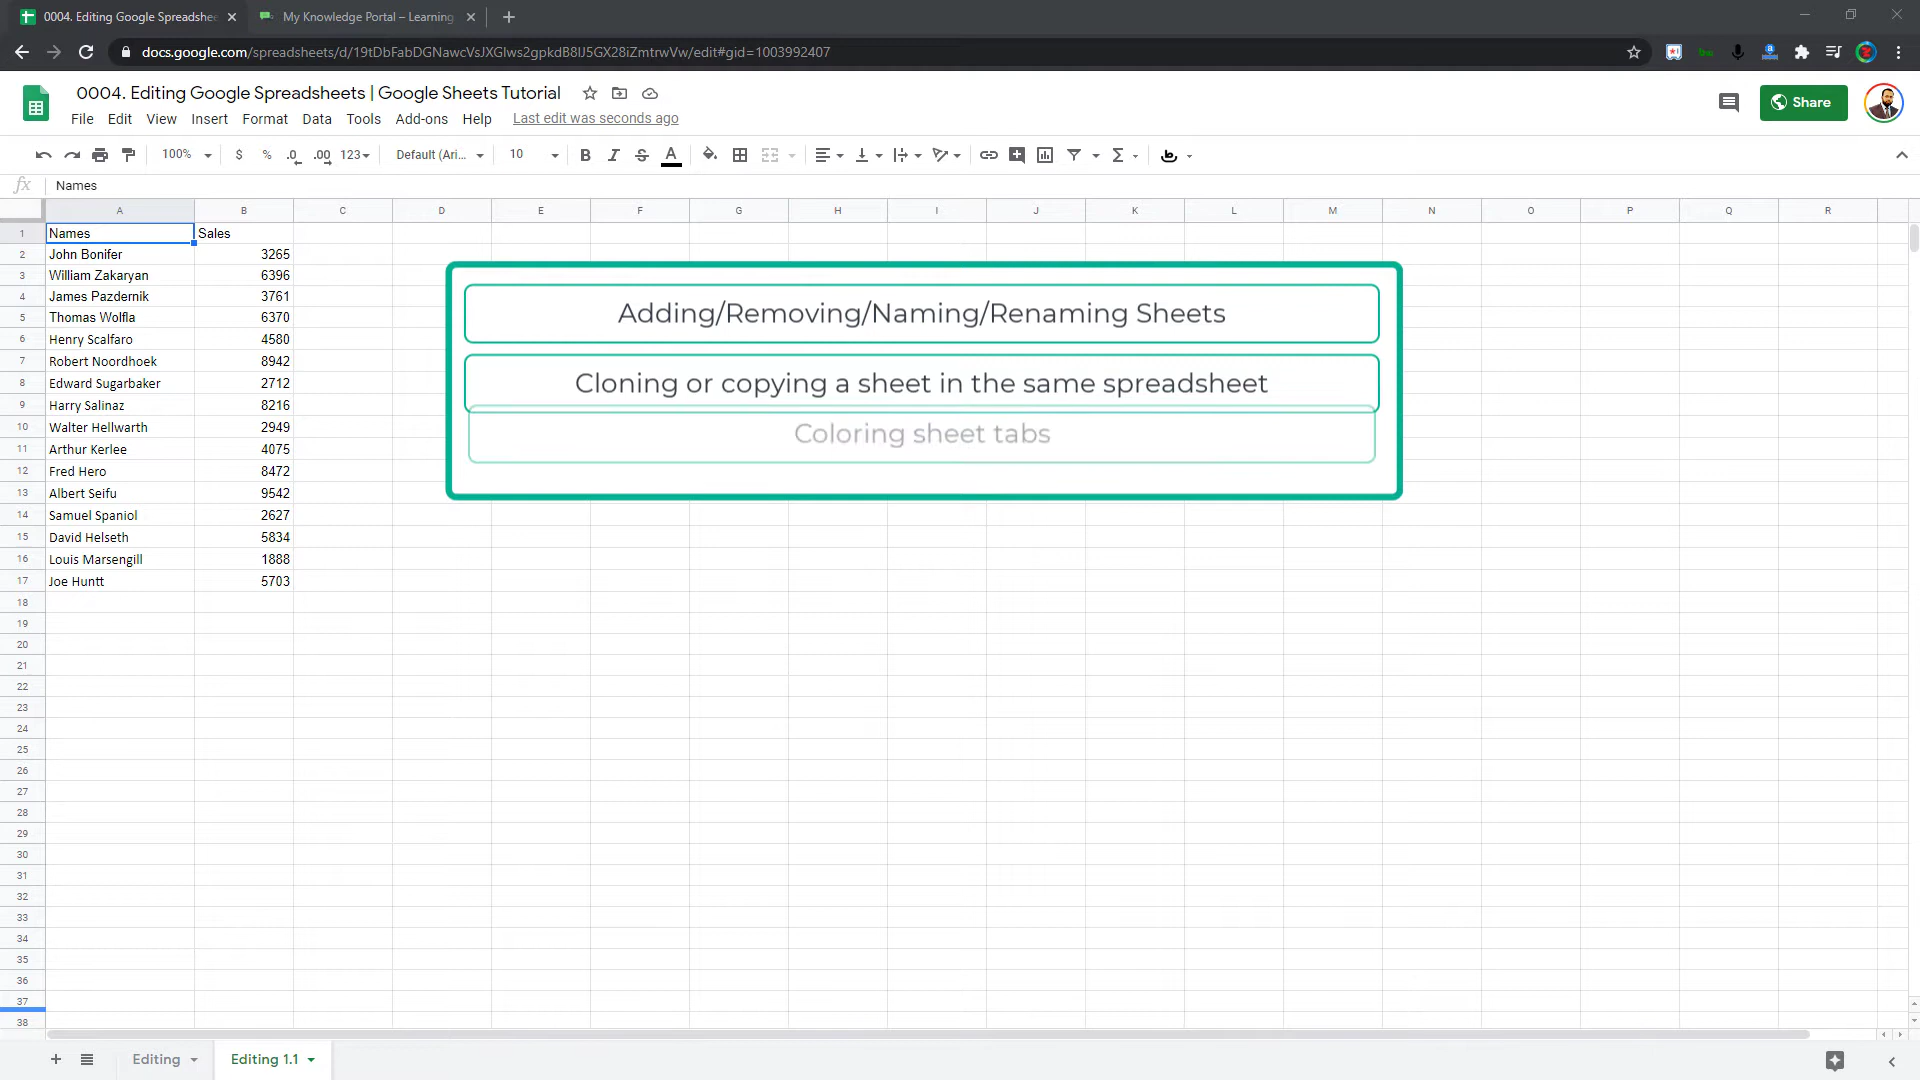 0004. Editing Google Spreadshee
My Knowledge Portal – Learning
docs.google.com/spreadsheets/d/19tDbFabDGNawcVsJXGlws2gpkdB8IJ5GX28iZmtrwVw/edit#gid=1003992407
0004. Editing Google Spreadsheets | Google Sheets Tutorial
Share
File Edit View Insert Format Data Tools Add-ons Help Last edit was seconds ago
100% $ % .0 .00 123 Default (Ari... 10 B I S A Σ
fx Names
A B C D E F G H I J K L M N O P Q R
1 Names Sales
2 John Bonifer 3265
3 William Zakaryan 6396
4 James Pazdernik 3761
5 Thomas Wolfla 6370
6 Henry Scalfaro 4580
7 Robert Noordhoek 8942
8 Edward Sugarbaker 2712
9 Harry Salinaz 8216
10 Walter Hellwarth 2949
11 Arthur Kerlee 4075
12 Fred Hero 8472
13 Albert Seifu 9542
14 Samuel Spaniol 2627
15 David Helseth 5834
16 Louis Marsengill 1888
17 Joe Huntt 5703
18
19
20
21
22
23
24
25
26
27
28
29
30
31
32
33
34
35
36
37
38
Adding/Removing/Naming/Renaming Sheets
Cloning or copying a sheet in the same spreadsheet
Coloring sheet tabs
Editing Editing 1.1